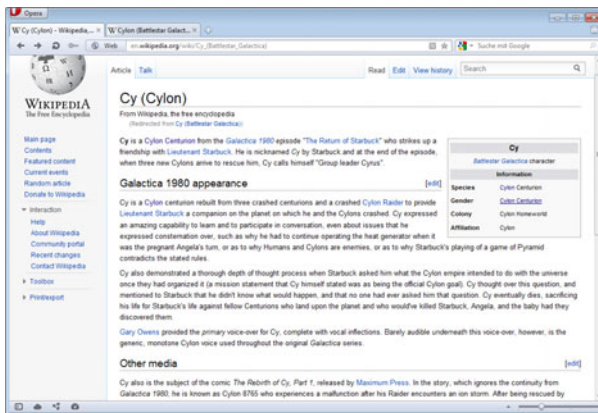 Opera
W Cy (Cylon) - Wikipedia,...
W Cylon (Battlestar Galact...
Web
en.wikipedia.org/wiki/Cy_(Battlestar_Galactica)
Suche mit Google
WIKIPEDIA
The Free Encyclopedia
Main page
Contents
Featured content
Current events
Random article
Donate to Wikipedia
Interaction
Help
About Wikipedia
Community portal
Recent changes
Contact Wikipedia
Toolbox
Print/export
Article Talk
Read Edit View history
Search
Cy (Cylon)
From Wikipedia, the free encyclopedia
(Redirected from Cy (Battlestar Galactica))
Cy is a Cylon Centurion from the Galactica 1980 episode "The Return of Starbuck" who strikes up a
friendship with Lieutenant Starbuck. He is nicknamed Cy by Starbuck and at the end of the episode,
when three new Cylons arrive to rescue him, Cy calls himself "Group leader Cyrus".
Cy
Battlestar Galactica character
Information
Species Cylon Centurion
Gender Cylon Centurion
Colony Cylon Homeworld
Affiliation Cylon
Galactica 1980 appearance [edit]
Cy is a Cylon centurion rebuilt from three crashed centurions and a crashed Cylon Raider to provide
Lieutenant Starbuck a companion on the planet on which he and the Cylons crashed. Cy expressed
an amazing capability to learn and to participate in conversation, even about issues that he
expressed consternation over, such as why he had to continue operating the heat generator when it
was the pregnant Angela's turn, or as to why Humans and Cylons are enemies, or as to why Starbuck's playing of a game of Pyramid
contradicts the stated rules.
Cy also demonstrated a thorough depth of thought process when Starbuck asked him what the Cylon empire intended to do with the universe
once they had organized it (a mission statement that Cy himself stated was as being the official Cylon goal). Cy thought over this question, and
mentioned to Starbuck that he didn't know what would happen, and that no one had ever asked him that question. Cy eventually dies, sacrificing
his life for Starbuck's life against fellow Centurions who land upon the planet and who would've killed Starbuck, Angela, and the baby had they
discovered them.
Gary Owens provided the primary voice-over for Cy, complete with vocal inflections. Barely audible underneath this voice-over, however, is the
generic, monotone Cylon voice used throughout the original Galactica series.
Other media [edit]
Cy also is the subject of the comic The Rebirth of Cy, Part 1, released by Maximum Press. In the story, which ignores the continuity from
Galactica 1980, he is known as Cylon 8765 who experiences a malfunction after his Raider encounters an ion storm. After being rescued by